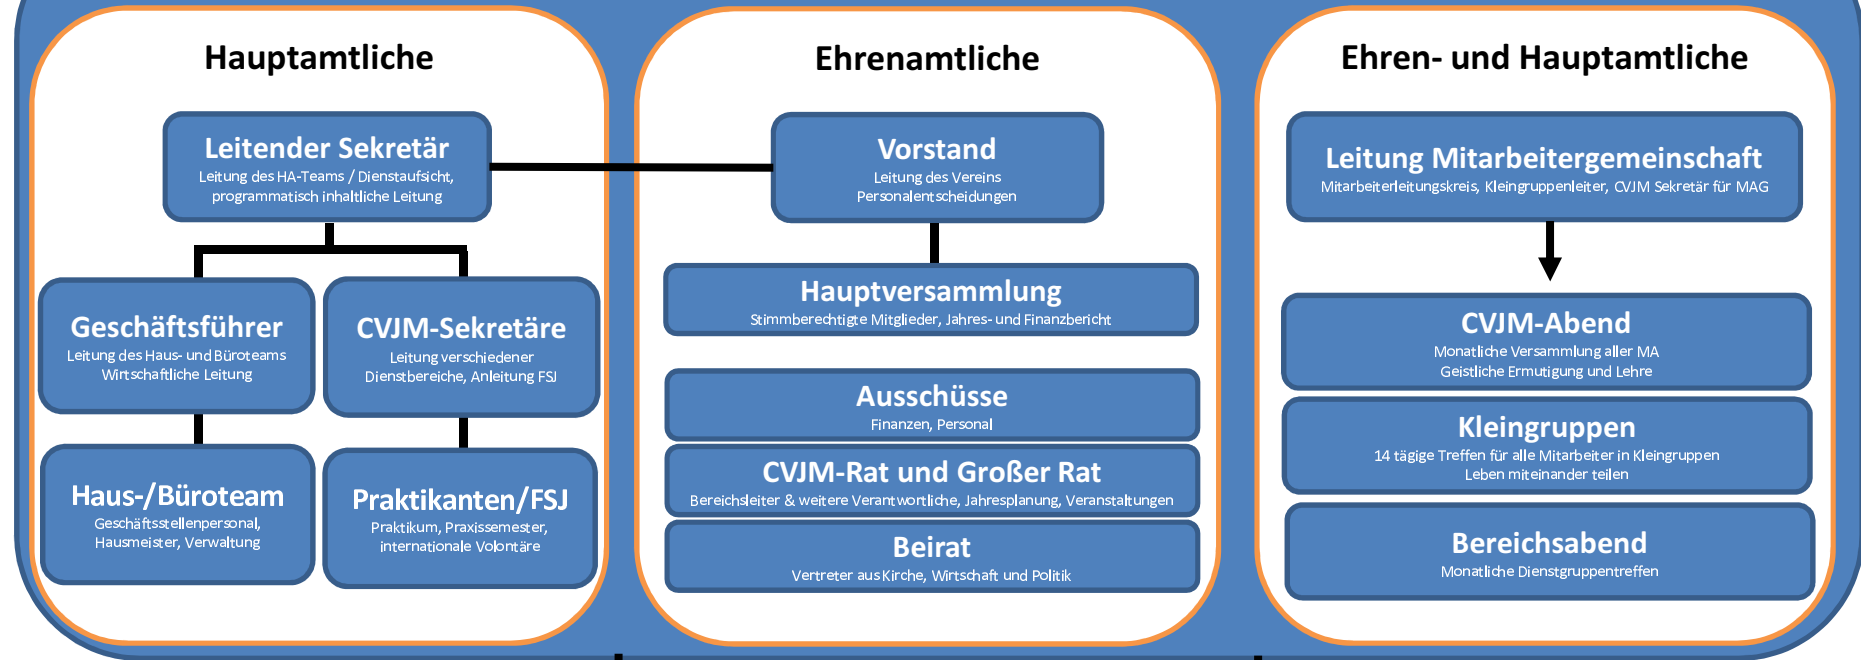 Hauptamtliche
Leitender Sekretär
Leitung des HA-Teams / Dienstaufsicht,
programmatisch inhaltliche Leitung
Geschäftsführer
Leitung des Haus- und Büroteams
Wirtschaftliche Leitung
CVJM-Sekretäre
Leitung verschiedener
Dienstbereiche, Anleitung FSJ
Haus-/Büroteam
Geschäftsstellenpersonal,
Hausmeister, Verwaltung
Praktikanten/FSJ
Praktikum, Praxissemester,
internationale Volontäre
Ehrenamtliche
Vorstand
Leitung des Vereins
Personalentscheidungen
Hauptversammlung
Stimmberechtigte Mitglieder, Jahres- und Finanzbericht
Ausschüsse
Finanzen, Personal
CVJM-Rat und Großer Rat
Bereichsleiter & weitere Verantwortliche, Jahresplanung, Veranstaltungen
Beirat
Vertreter aus Kirche, Wirtschaft und Politik
Ehren- und Hauptamtliche
Leitung Mitarbeitergemeinschaft
Mitarbeiterleitungskreis, Kleingruppenleiter, CVJM Sekretär für MAG
CVJM-Abend
Monatliche Versammlung aller MA
Geistliche Ermutigung und Lehre
Kleingruppen
14 tägige Treffen für alle Mitarbeiter in Kleingruppen
Leben miteinander teilen
Bereichsabend
Monatliche Dienstgruppentreffen